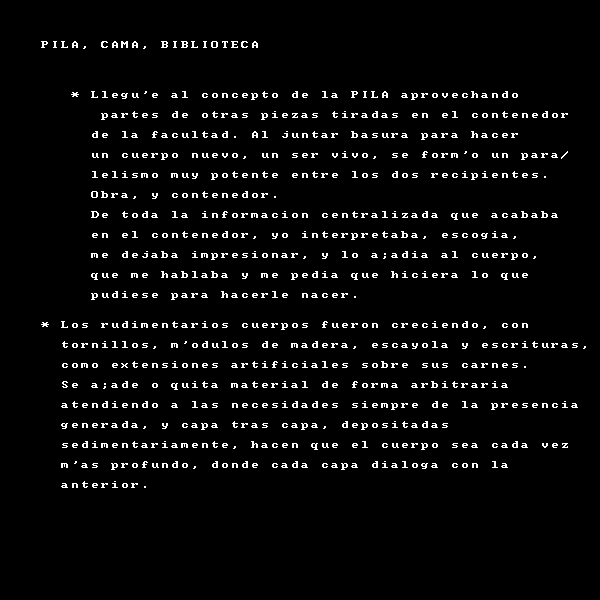 PILA, CAMA, BIBLIOTECA
* Llegu'e al concepto de la PILA aprovechando
partes de otras piezas tiradas en el contenedor
de la facultad. Al juntar basura para hacer
un cuerpo nuevo, un ser vivo, se form'o un para/
lelismo muy potente entre los dos recipientes.
Obra, y contenedor.
De toda la informacion centralizada que acababa
en el contenedor, yo interpretaba, escogia,
me dejaba impresionar, y lo a;adia al cuerpo,
que me hablaba y me pedia que hiciera lo que
pudiese para hacerle nacer.
* Los rudimentarios cuerpos fueron creciendo, con
tornillos, m'odulos de madera, escayola y escrituras,
como extensiones artificiales sobre sus carnes.
Se a;ade o quita material de forma arbitraria
atendiendo a las necesidades siempre de la presencia
generada, y capa tras capa, depositadas
sedimentariamente, hacen que el cuerpo sea cada vez
m'as profundo, donde cada capa dialoga con la
anterior.